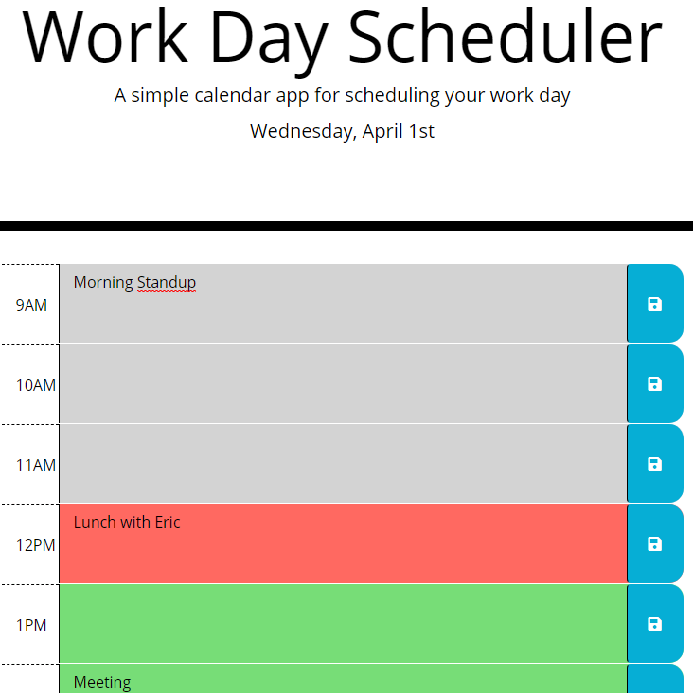 Work Day Scheduler
A simple calendar app for scheduling your work day
Wednesday, April 1st
9AM Morning Standup
10AM
11AM
12PM Lunch with Eric
1PM
Meeting